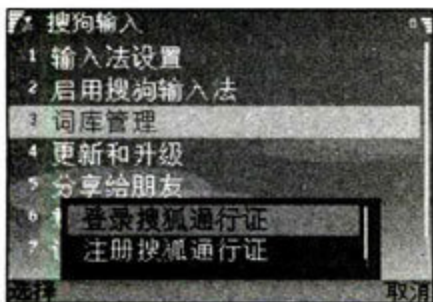 搜狗输入
1 输入法设置
2 启用搜狗输入法
3 词库管理
4 更新和升级
5 分享给朋友
6
登录搜狐通行证
7
注册搜狐通行证
选择 取消